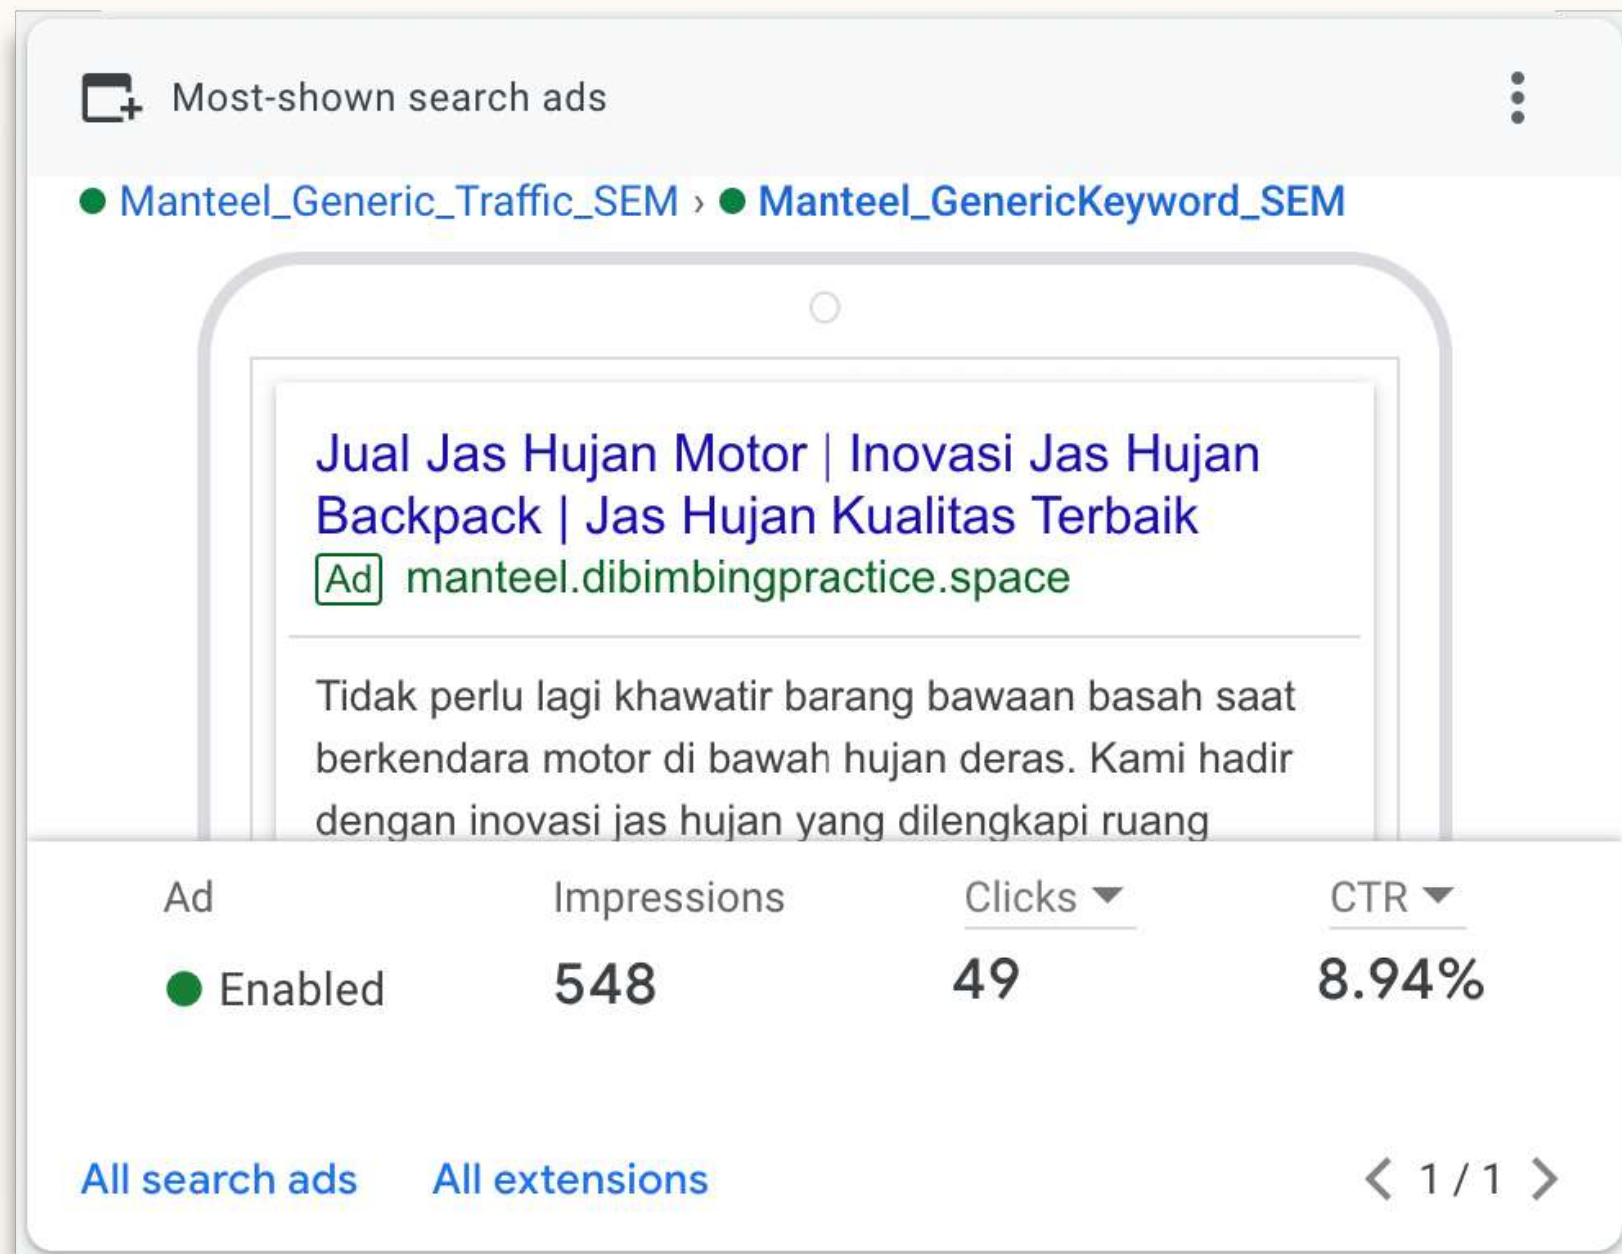 Most-shown search ads
Manteel_Generic_Traffic_SEM › Manteel_GenericKeyword_SEM
Jual Jas Hujan Motor | Inovasi Jas Hujan
Backpack | Jas Hujan Kualitas Terbaik
Ad manteel.dibimbingpractice.space
Tidak perlu lagi khawatir barang bawaan basah saat
berkendara motor di bawah hujan deras. Kami hadir
dengan inovasi jas hujan yang dilengkapi ruang
Ad Impressions Clicks CTR
Enabled 548 49 8.94%
All search ads All extensions 1 / 1